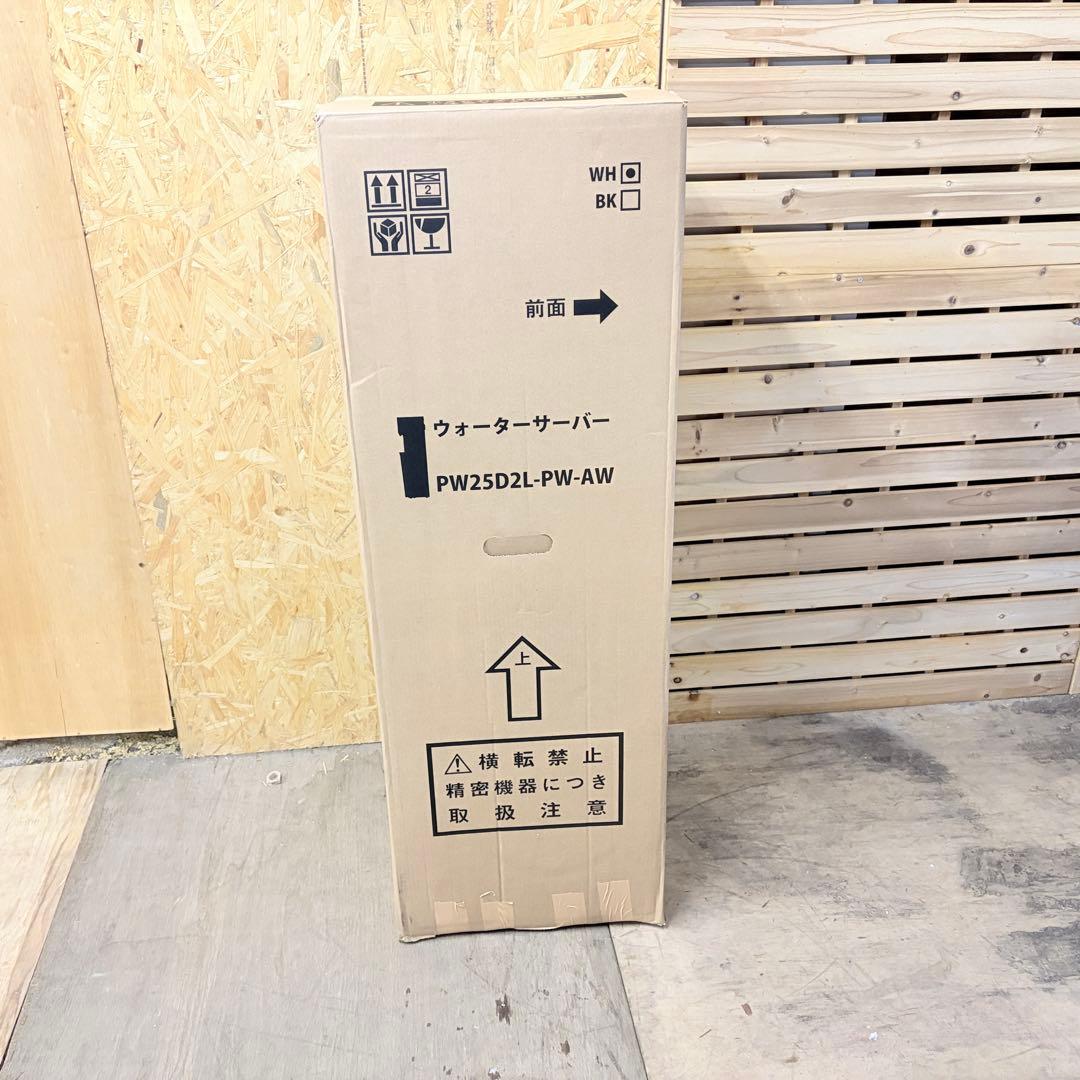 WH
BK
2
前面
ウォーターサーバー
PW25D2L-PW-AW
上
横転禁止
精密機器につき
取扱注意